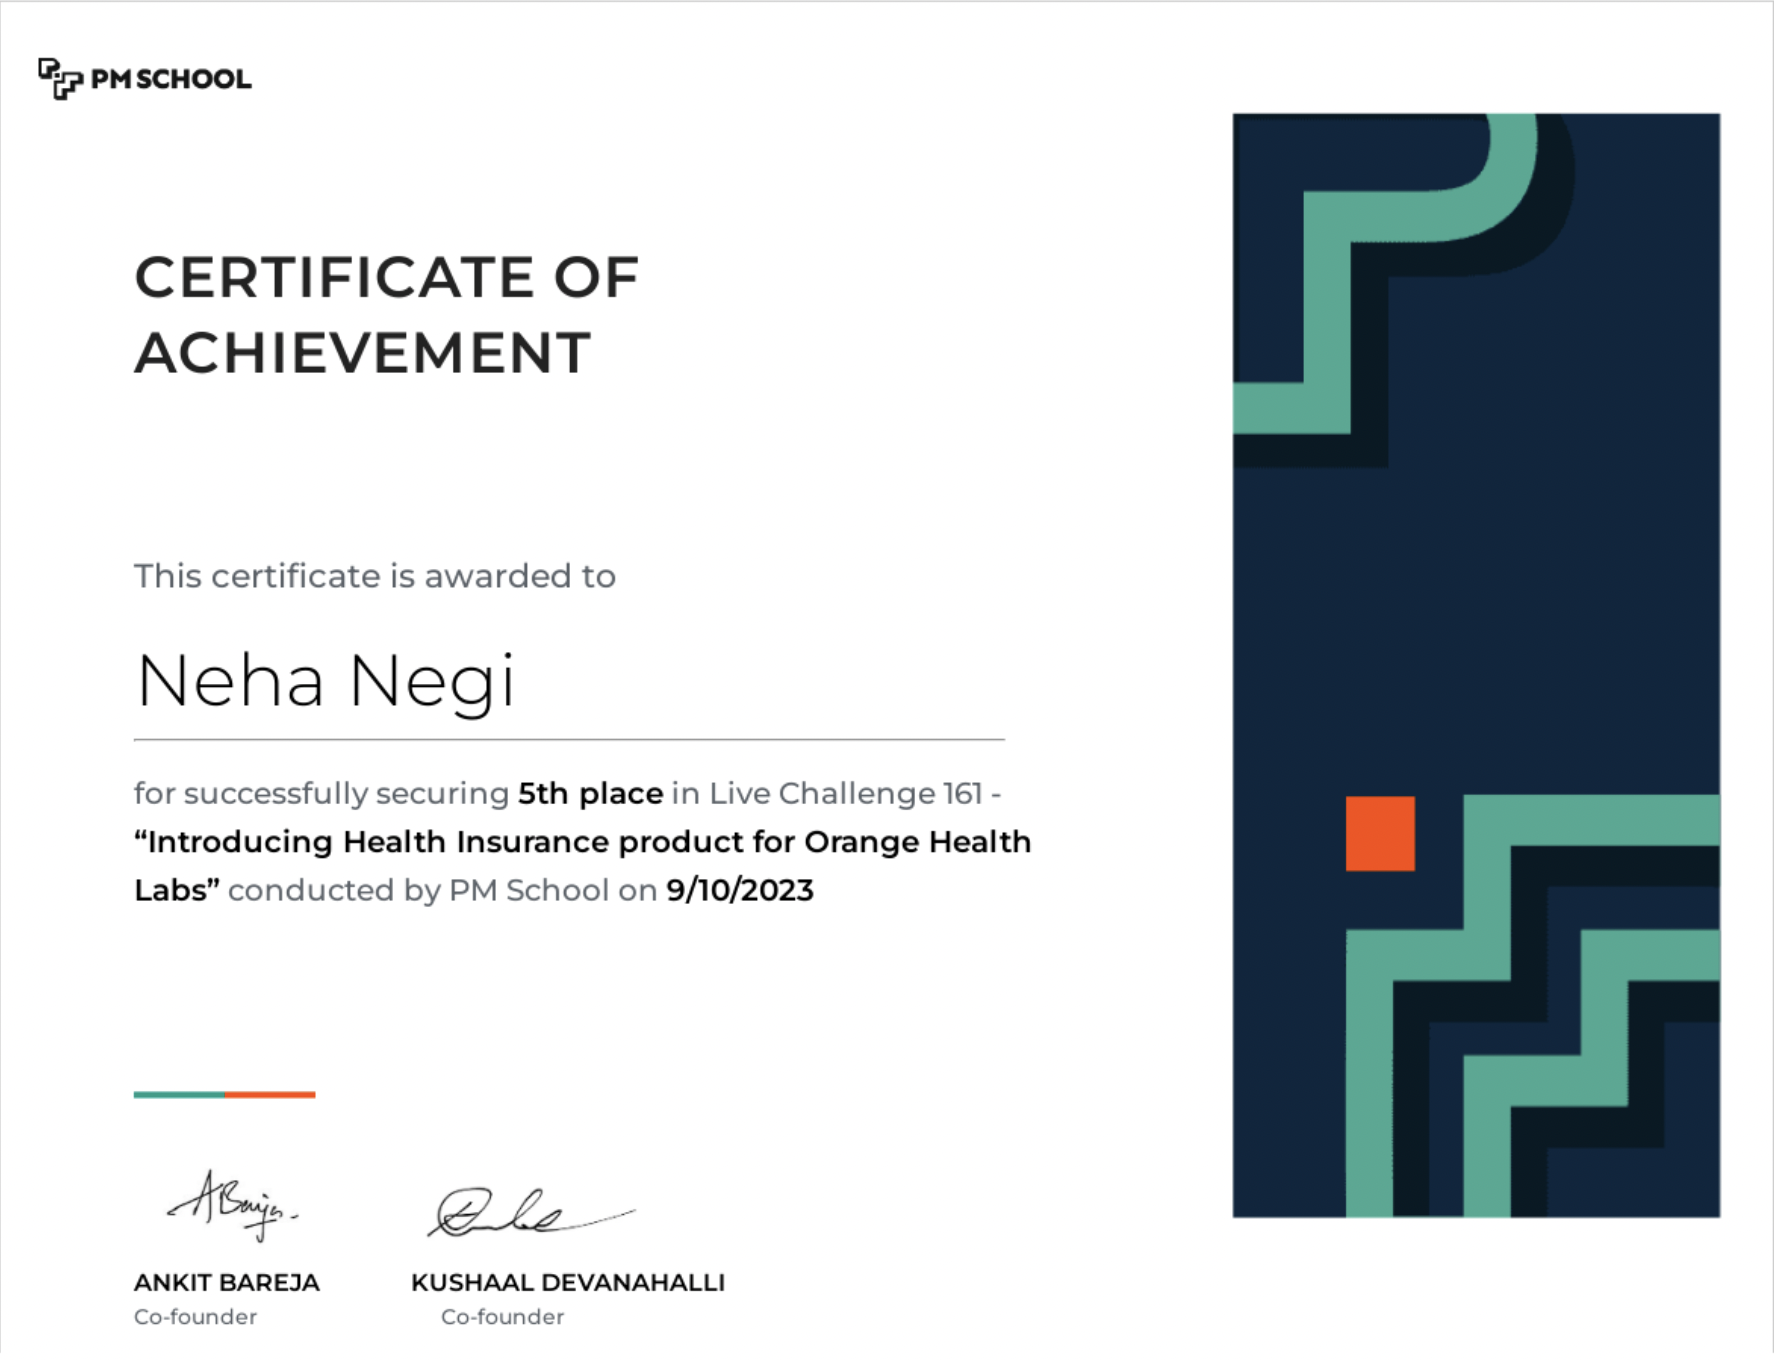 PM SCHOOL
CERTIFICATE OF
ACHIEVEMENT
This certificate is awarded to
Neha Negi
for successfully securing 5th place in Live Challenge 161 -
“Introducing Health Insurance product for Orange Health
Labs” conducted by PM School on 9/10/2023
ANKIT BAREJA
Co-founder
KUSHAAL DEVANAHALLI
Co-founder